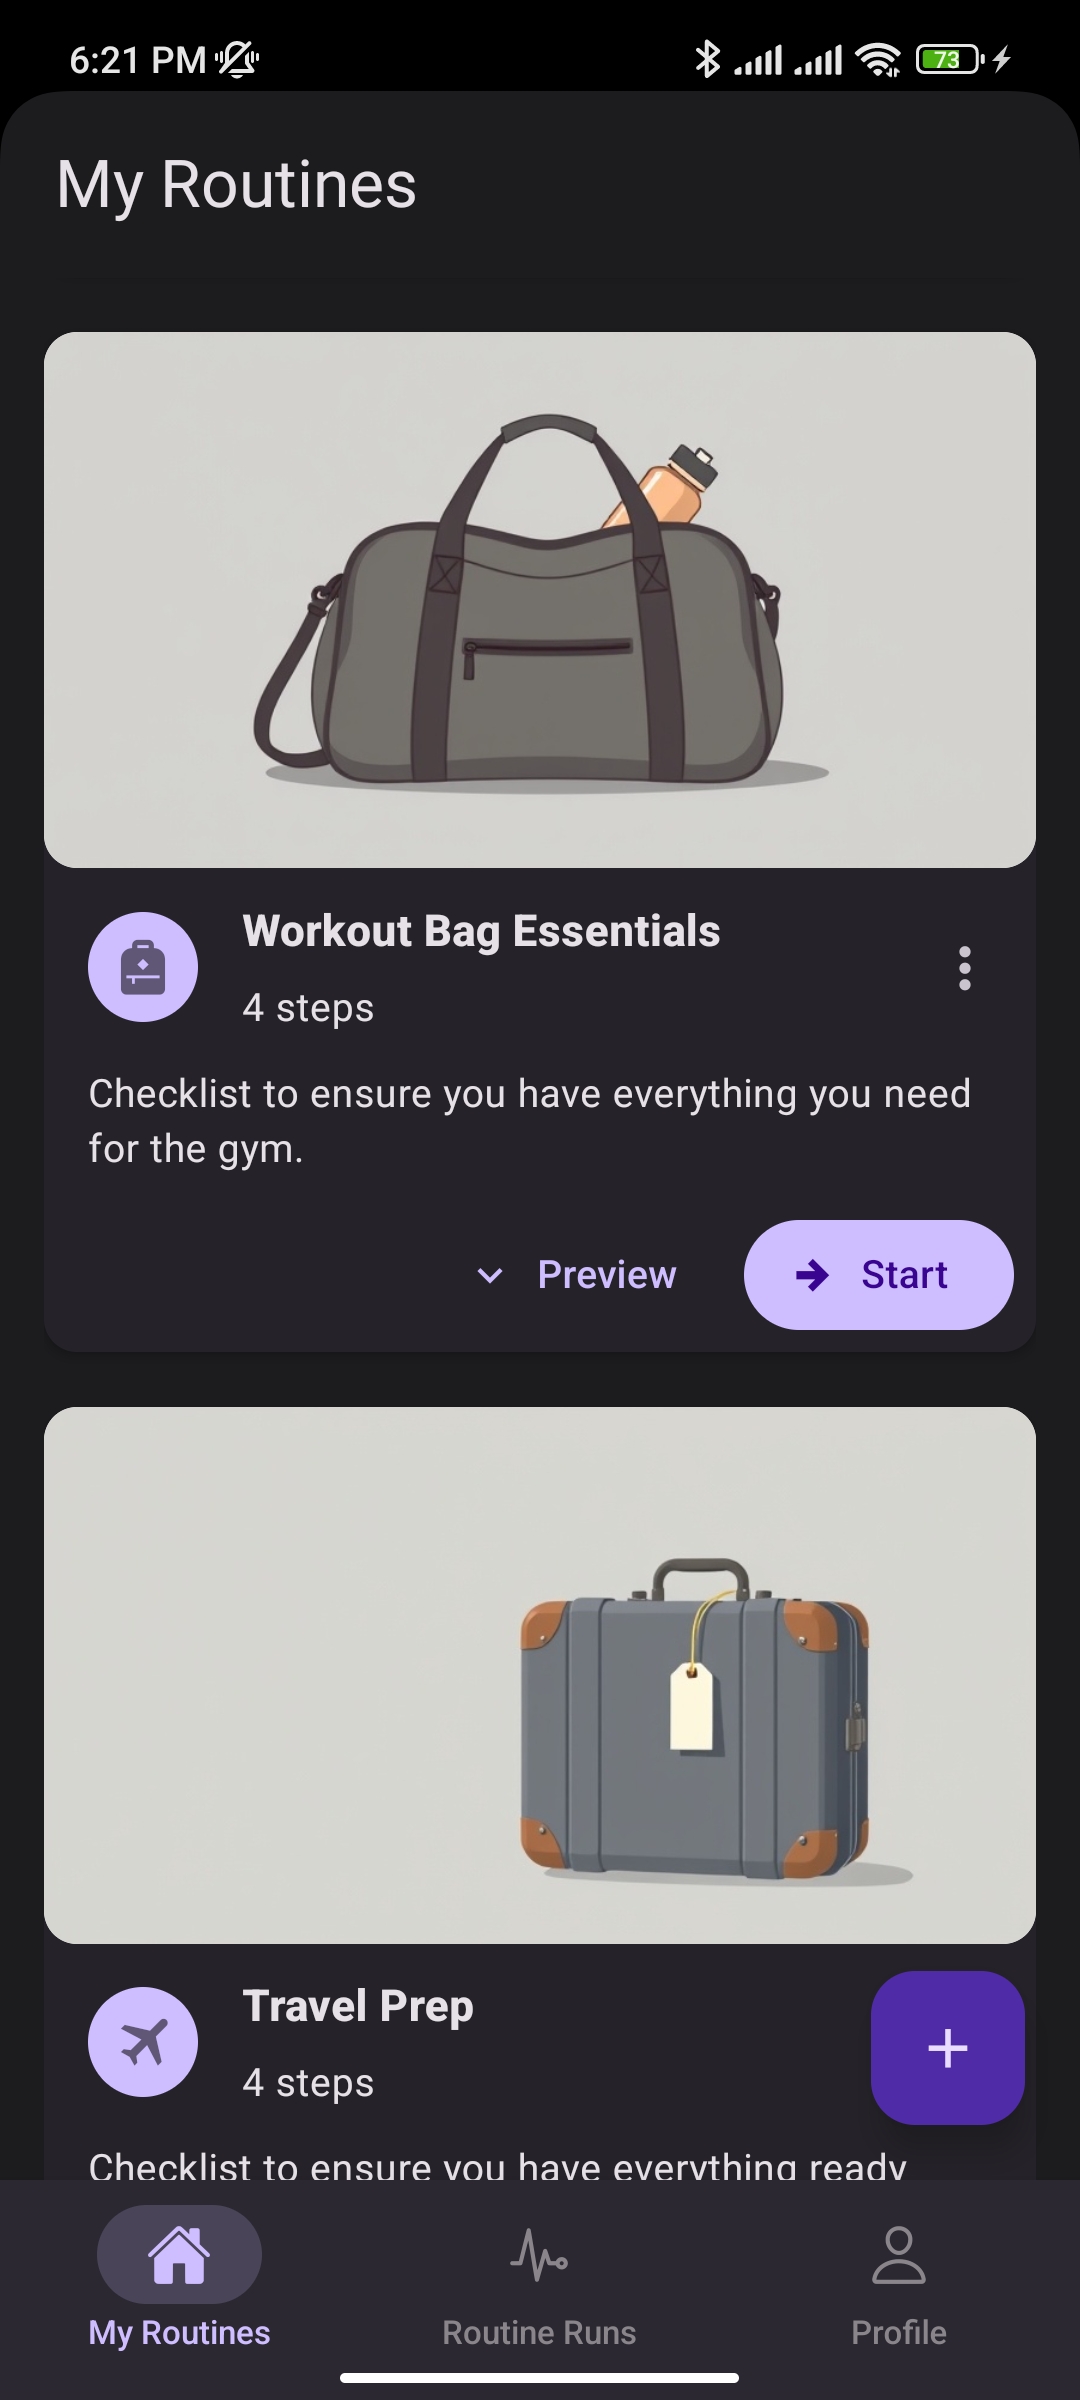 6:21 PM
73
My Routines
Workout Bag Essentials
4 steps
Checklist to ensure you have everything you need
for the gym.
Preview
Start
Travel Prep
4 steps
Checklist to ensure you have everything ready
My Routines
Routine Runs
Profile